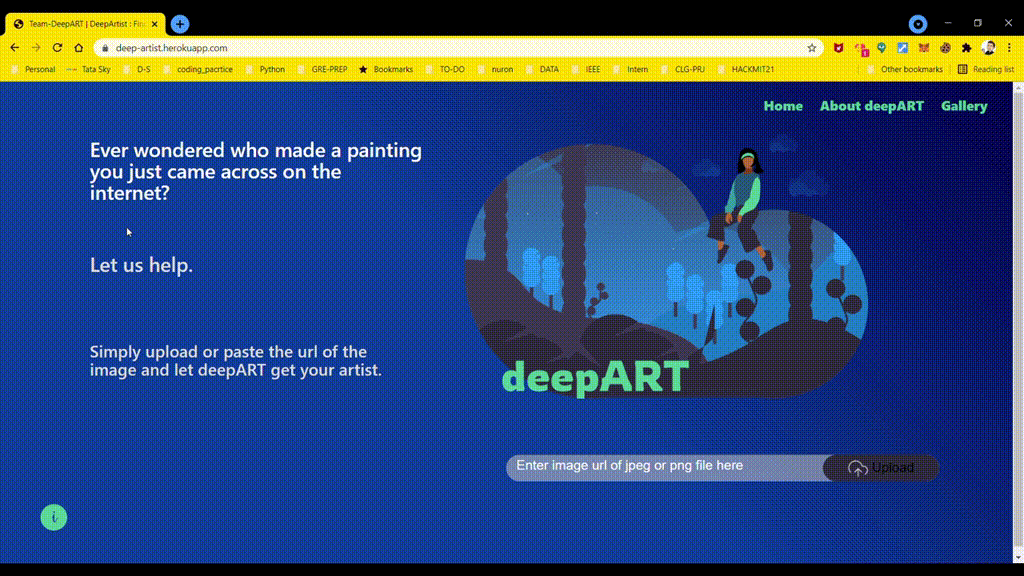 Team-DeepART | DeepArtist : Fin
deep-artist.herokuapp.com
Personal Tata Sky D-S coding_pacrtice Python GRE-PREP Bookmarks TO-DO nuron DATA IEEE Intern CLG-PRJ HACKMIT21 Other bookmarks Reading list
Home About deepART Gallery
Ever wondered who made a painting
you just came across on the
internet?
Let us help.
Simply upload or paste the url of the
image and let deepART get your artist.
deepART
Enter image url of jpeg or png file here Upload
i